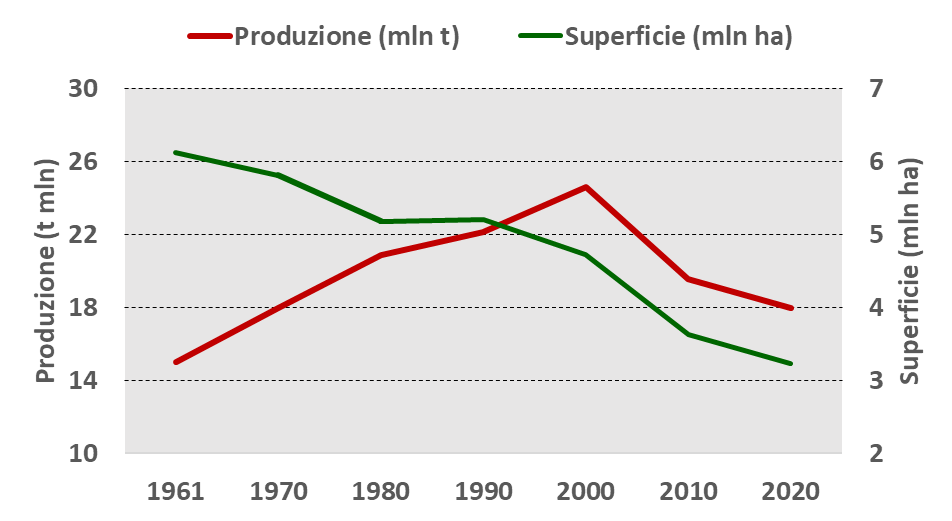 Produzione (mln t) Superficie (mln ha)
30 7
26 6
22 5
18 4
14 3
10 2
Produzione (t mln)
Superficie (mln ha)
1961 1970 1980 1990 2000 2010 2020